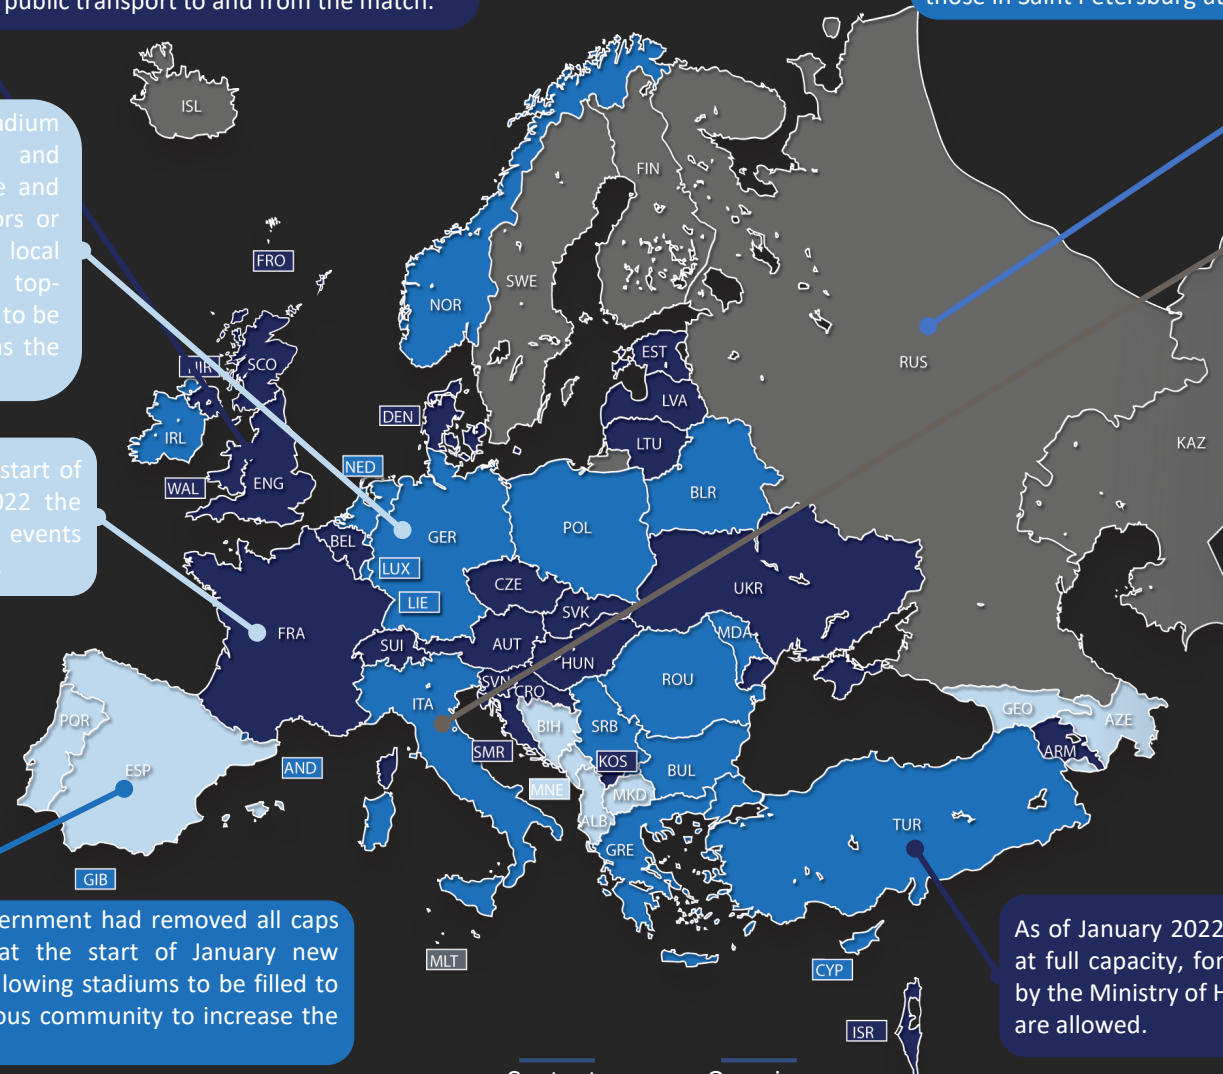 public transport to and from the match.
those in Saint Petersburg at
adium
and
e and
ors or
local
top-
to be
as the
start of
022 the
events
ernment had removed all caps
at the start of January new
lowing stadiums to be filled to
ous community to increase the
As of January 2022
at full capacity, for
by the Ministry of H
are allowed.
ISL
FIN
FRO
SWE
NOR
RUS
EST
NIR
SCO
LVA
DEN
IRL
LTU
KAZ
NED
WAL
ENG
BLR
POL
BEL
GER
LUX
CZE
UKR
LIE
SVK
FRA
SUI
AUT
MDA
HUN
ROU
SVN
CRO
ITA
GEO
POR
BIH
SRB
AZE
SMR
KOS
ARM
ESP
AND
BUL
MNE
MKD
ALB
TUR
GRE
GIB
MLT
CYP
ISR